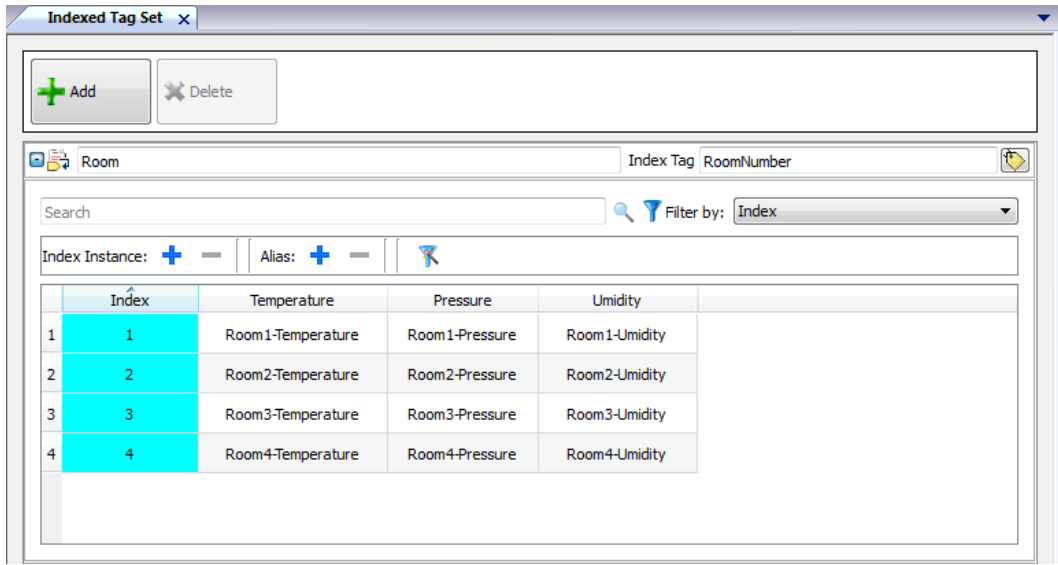 Indexed Tag Set
Add Delete
Room Index Tag RoomNumber
Search Filter by: Index
Index Instance: Alias:
Index Temperature Pressure Umidity
1 1 Room1-Temperature Room1-Pressure Room1-Umidity
2 2 Room2-Temperature Room2-Pressure Room2-Umidity
3 3 Room3-Temperature Room3-Pressure Room3-Umidity
4 4 Room4-Temperature Room4-Pressure Room4-Umidity